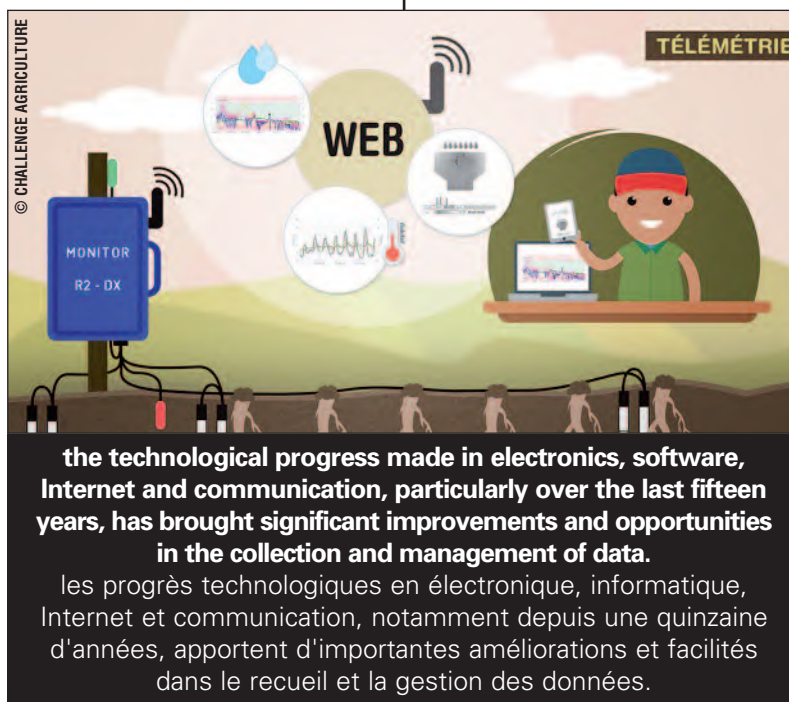 © CHALLENGE AGRICULTURE
TÉLÉMÉTRIE
WEB
MONITOR
R2 - DX
the technological progress made in electronics, software,
Internet and communication, particularly over the last fifteen
years, has brought significant improvements and opportunities
in the collection and management of data.
les progrès technologiques en électronique, informatique,
Internet et communication, notamment depuis une quinzaine
d'années, apportent d'importantes améliorations et facilités
dans le recueil et la gestion des données.